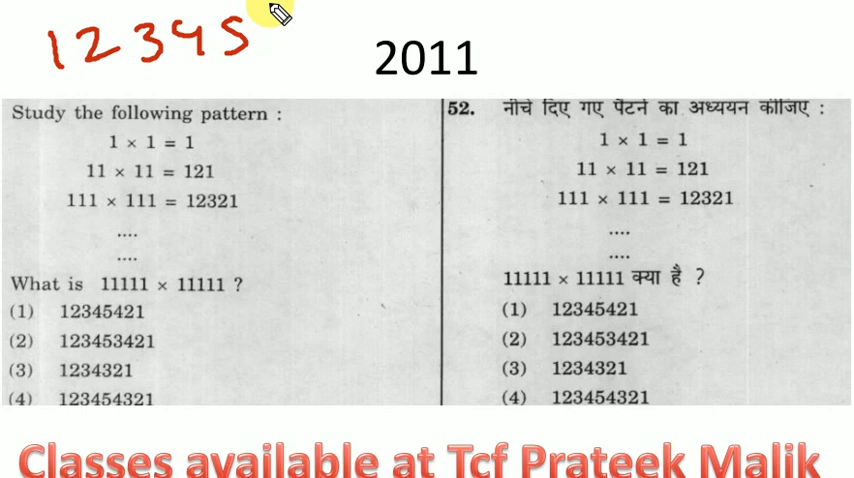 12345
2011
Study the following pattern :
1 × 1 = 1
11 × 11 = 121
111 × 111 = 12321
....
....
What is 11111 × 11111 ?
(1) 12345421
(2) 123453421
(3) 1234321
(4) 123454321
52. नीचे दिए गए पैटर्न का अध्ययन कीजिए :
1 × 1 = 1
11 × 11 = 121
111 × 111 = 12321
....
....
11111 × 11111 क्या है ?
(1) 12345421
(2) 123453421
(3) 1234321
(4) 123454321
Classes available at Tcf Prateek Malik